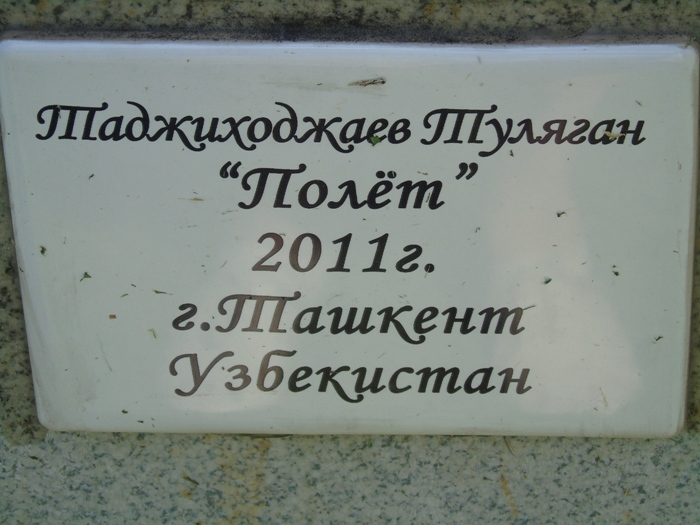 Таджиходжаев Туляган
“Полёт”
2011г.
г.Ташкент
Узбекистан